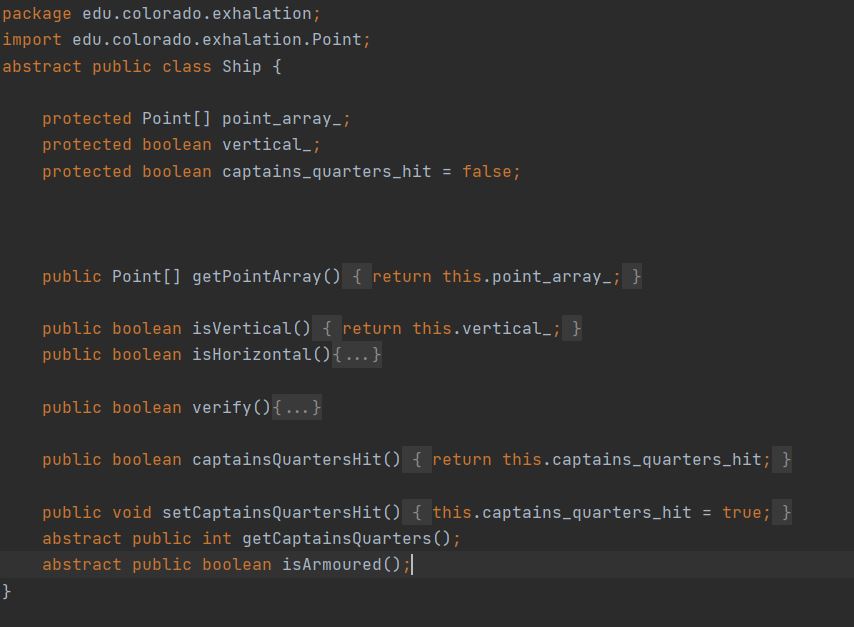 package edu.colorado.exhalation;
import edu.colorado.exhalation.Point;
abstract public class Ship {
protected Point[] point_array_;
protected boolean vertical_;
protected boolean captains_quarters_hit = false;
public Point[] getPointArray() { return this.point_array_; }
public boolean isVertical() { return this.vertical_; }
public boolean isHorizontal(){...}
public boolean verify(){...}
public boolean captainsQuartersHit() { return this.captains_quarters_hit; }
public void setCaptainsQuartersHit() { this.captains_quarters_hit = true; }
abstract public int getCaptainsQuarters();
abstract public boolean isArmoured();
}